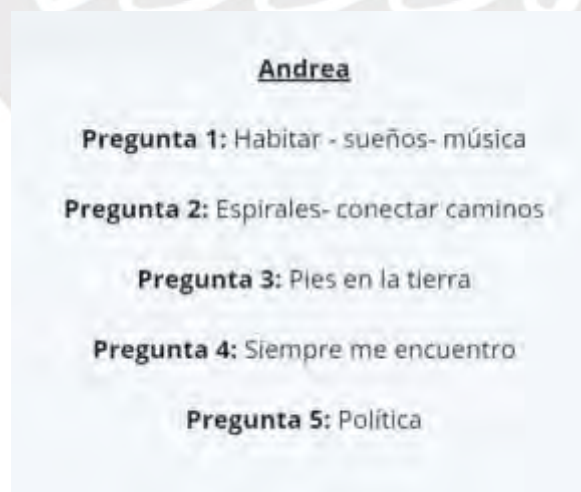 Andrea
Pregunta 1: Habitar - sueños- música
Pregunta 2: Espirales- conectar caminos
Pregunta 3: Pies en la tierra
Pregunta 4: Siempre me encuentro
Pregunta 5: Política